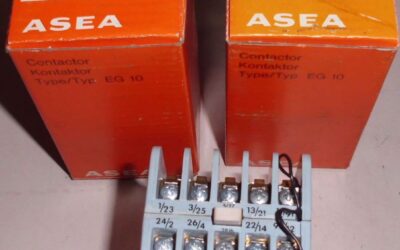 ASEA
Contactor
Kontaktor
Type/Typ EG 10
ASEA
ASEA
Contactor
Kontaktor
Type/Typ EG 10
ASEA
1/23 3/25 13/21
24/2 26/4 22/14